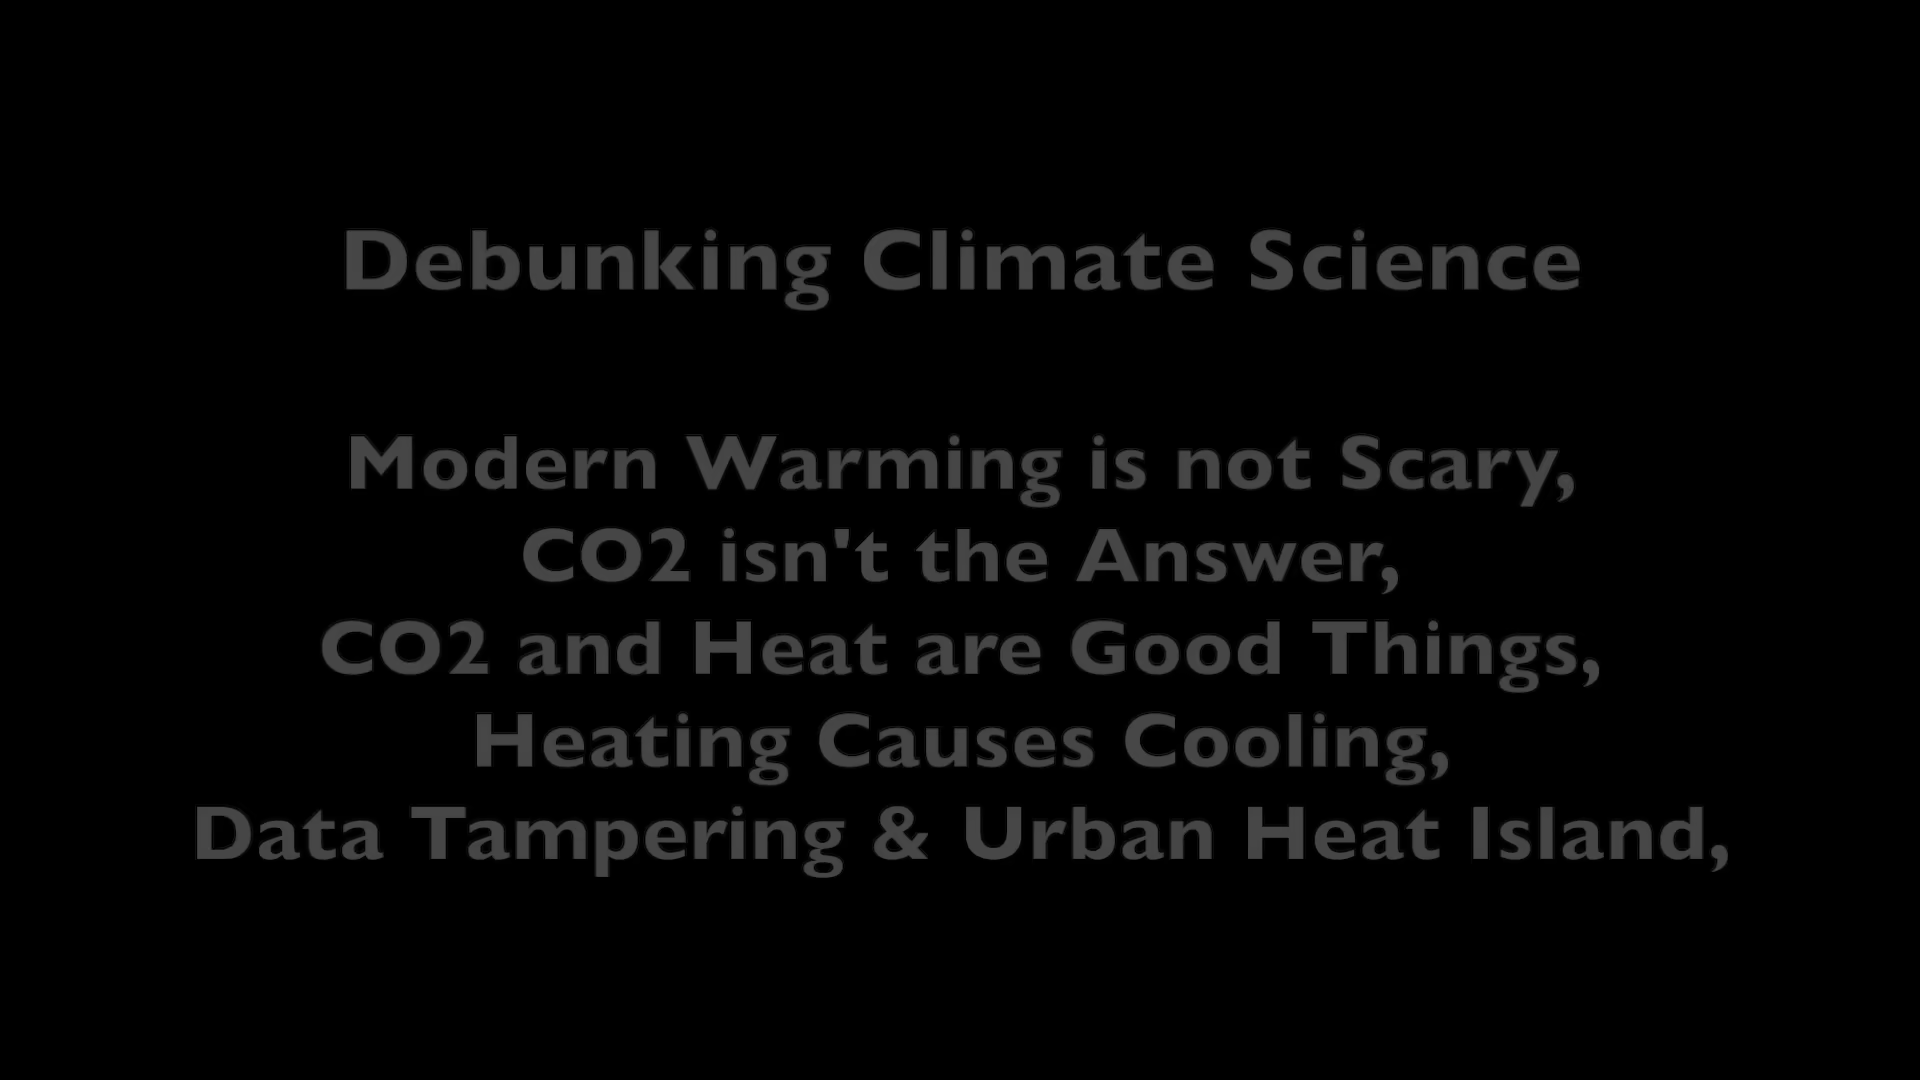 Debunking Climate Science
Modern Warming is not Scary,
CO2 isn't the Answer,
CO2 and Heat are Good Things,
Heating Causes Cooling,
Data Tampering & Urban Heat Island,